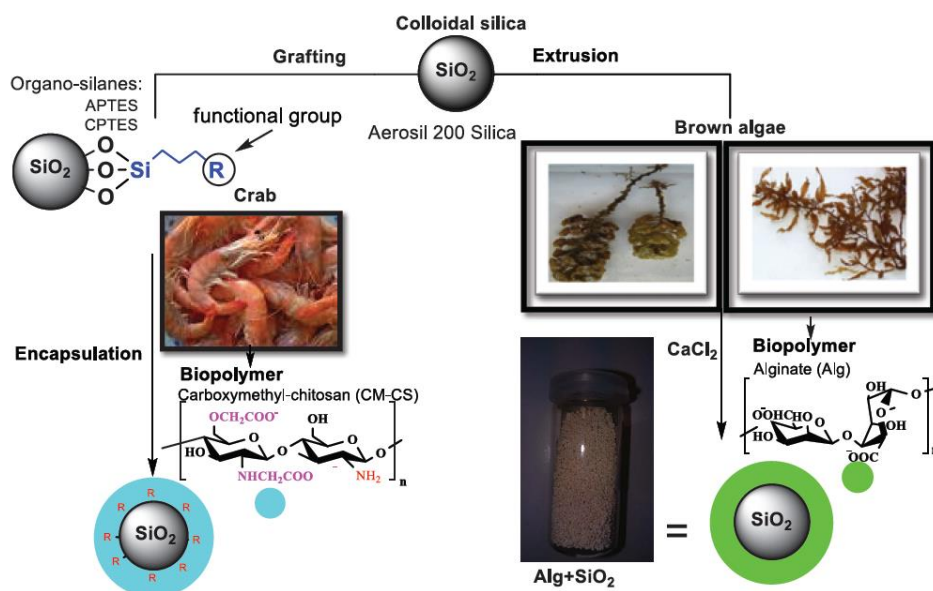 Colloidal silica
Grafting
SiO2
Extrusion
Aerosil 200 Silica
Organo-silanes:
APTES
CPTES
functional group
SiO2
O
O
O
Si
R
Crab
Brown algae
Encapsulation
Biopolymer
Carboxymethyl-chitosan (CM-CS)
OCH2COO-
OH
O
O
O
O
HO
HO
NHCH2COO
-
NH2
n
R
R
R
R
R
R
R
R
SiO2
CaCl2
Biopolymer
Alginate (Alg)
OH
O
-OOC
OH
O
HO
O
O
O
OH
-OOC
SiO2
=
Alg+SiO2